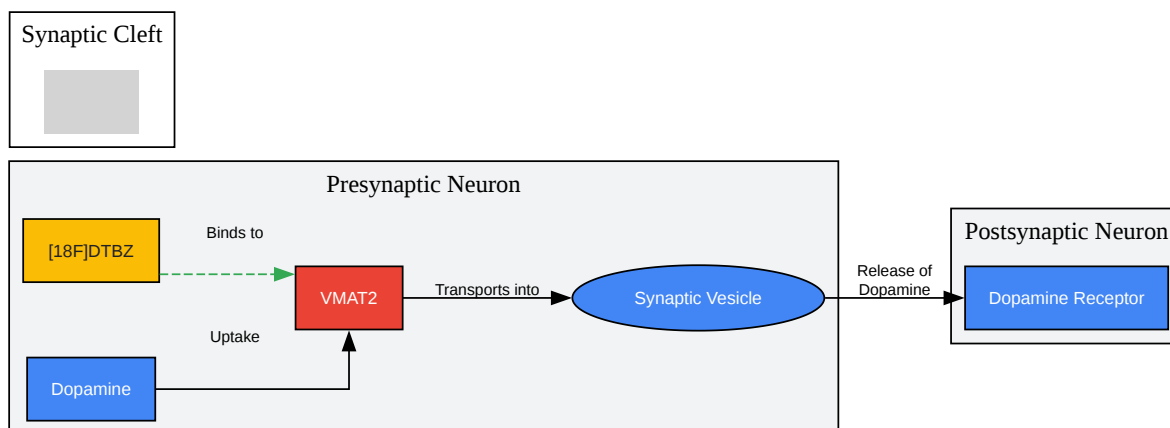 Synaptic Cleft
Presynaptic Neuron
[18F]DTBZ
Binds to
VMAT2
Transports into
Synaptic Vesicle
Uptake
Dopamine
Release of
Dopamine
Postsynaptic Neuron
Dopamine Receptor